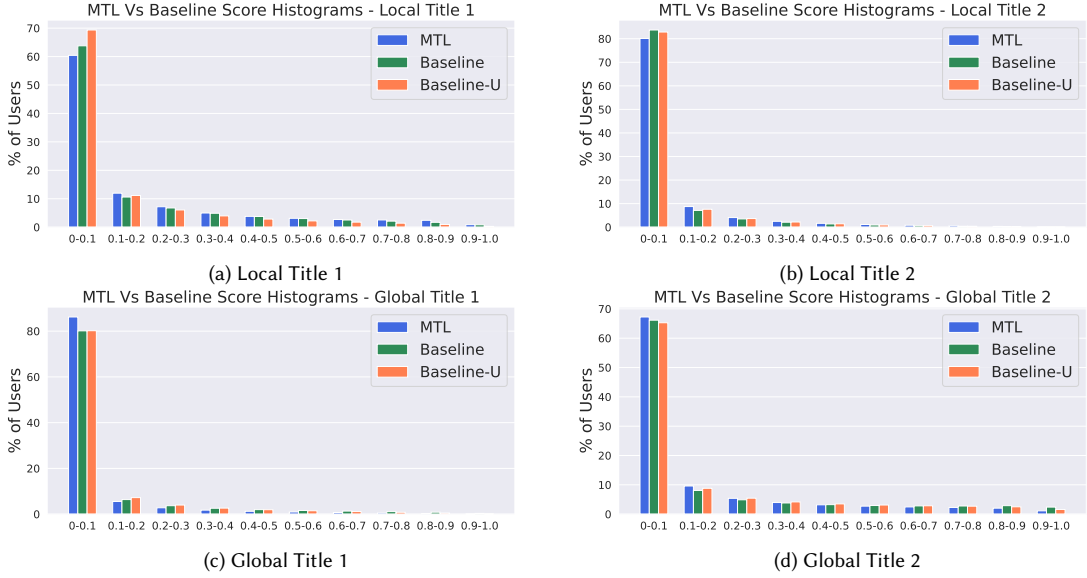 MTL Vs Baseline Score Histograms - Local Title 1
% of Users
70
60
50
40
30
20
10
0
MTL
Baseline
Baseline-U
0-0.1 0.1-0.2 0.2-0.3 0.3-0.4 0.4-0.5 0.5-0.6 0.6-0.7 0.7-0.8 0.8-0.9 0.9-1.0
(a) Local Title 1
MTL Vs Baseline Score Histograms - Local Title 2
% of Users
80
70
60
50
40
30
20
10
0
MTL
Baseline
Baseline-U
0-0.1 0.1-0.2 0.2-0.3 0.3-0.4 0.4-0.5 0.5-0.6 0.6-0.7 0.7-0.8 0.8-0.9 0.9-1.0
(b) Local Title 2
MTL Vs Baseline Score Histograms - Global Title 1
% of Users
80
60
40
20
0
MTL
Baseline
Baseline-U
0-0.1 0.1-0.2 0.2-0.3 0.3-0.4 0.4-0.5 0.5-0.6 0.6-0.7 0.7-0.8 0.8-0.9 0.9-1.0
(c) Global Title 1
MTL Vs Baseline Score Histograms - Global Title 2
% of Users
70
60
50
40
30
20
10
0
MTL
Baseline
Baseline-U
0-0.1 0.1-0.2 0.2-0.3 0.3-0.4 0.4-0.5 0.5-0.6 0.6-0.7 0.7-0.8 0.8-0.9 0.9-1.0
(d) Global Title 2